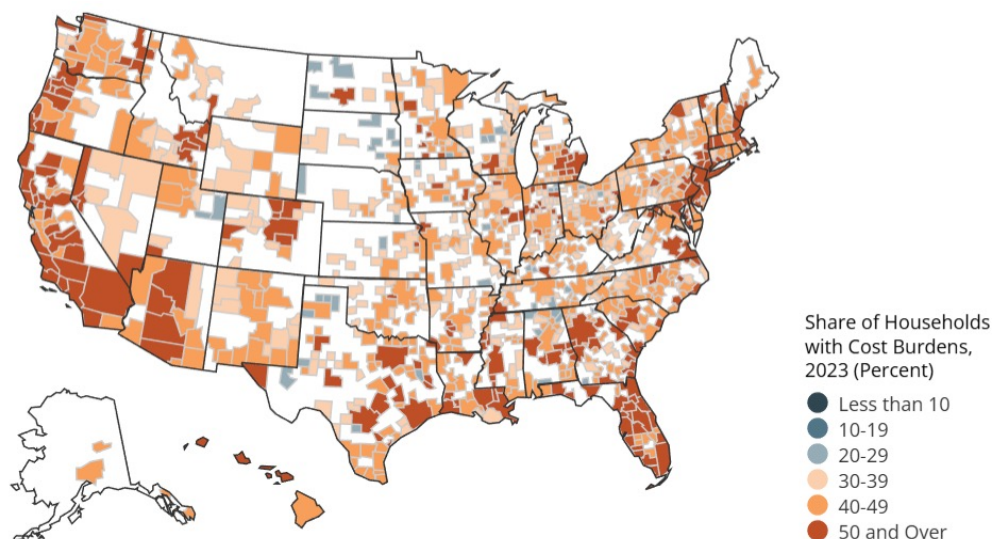 Share of Households
with Cost Burdens,
2023 (Percent)
Less than 10
10-19
20-29
30-39
40-49
50 and Over